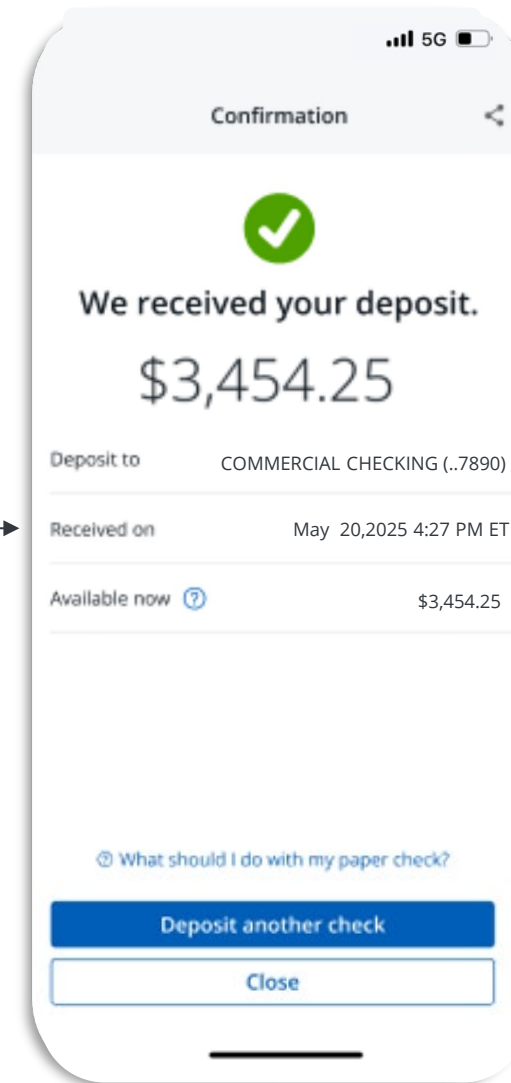 5G
Confirmation
We received your deposit.
$3,454.25
Deposit to COMMERCIAL CHECKING (..7890)
Received on May 20,2025 4:27 PM ET
Available now ? $3,454.25
? What should I do with my paper check?
Deposit another check
Close